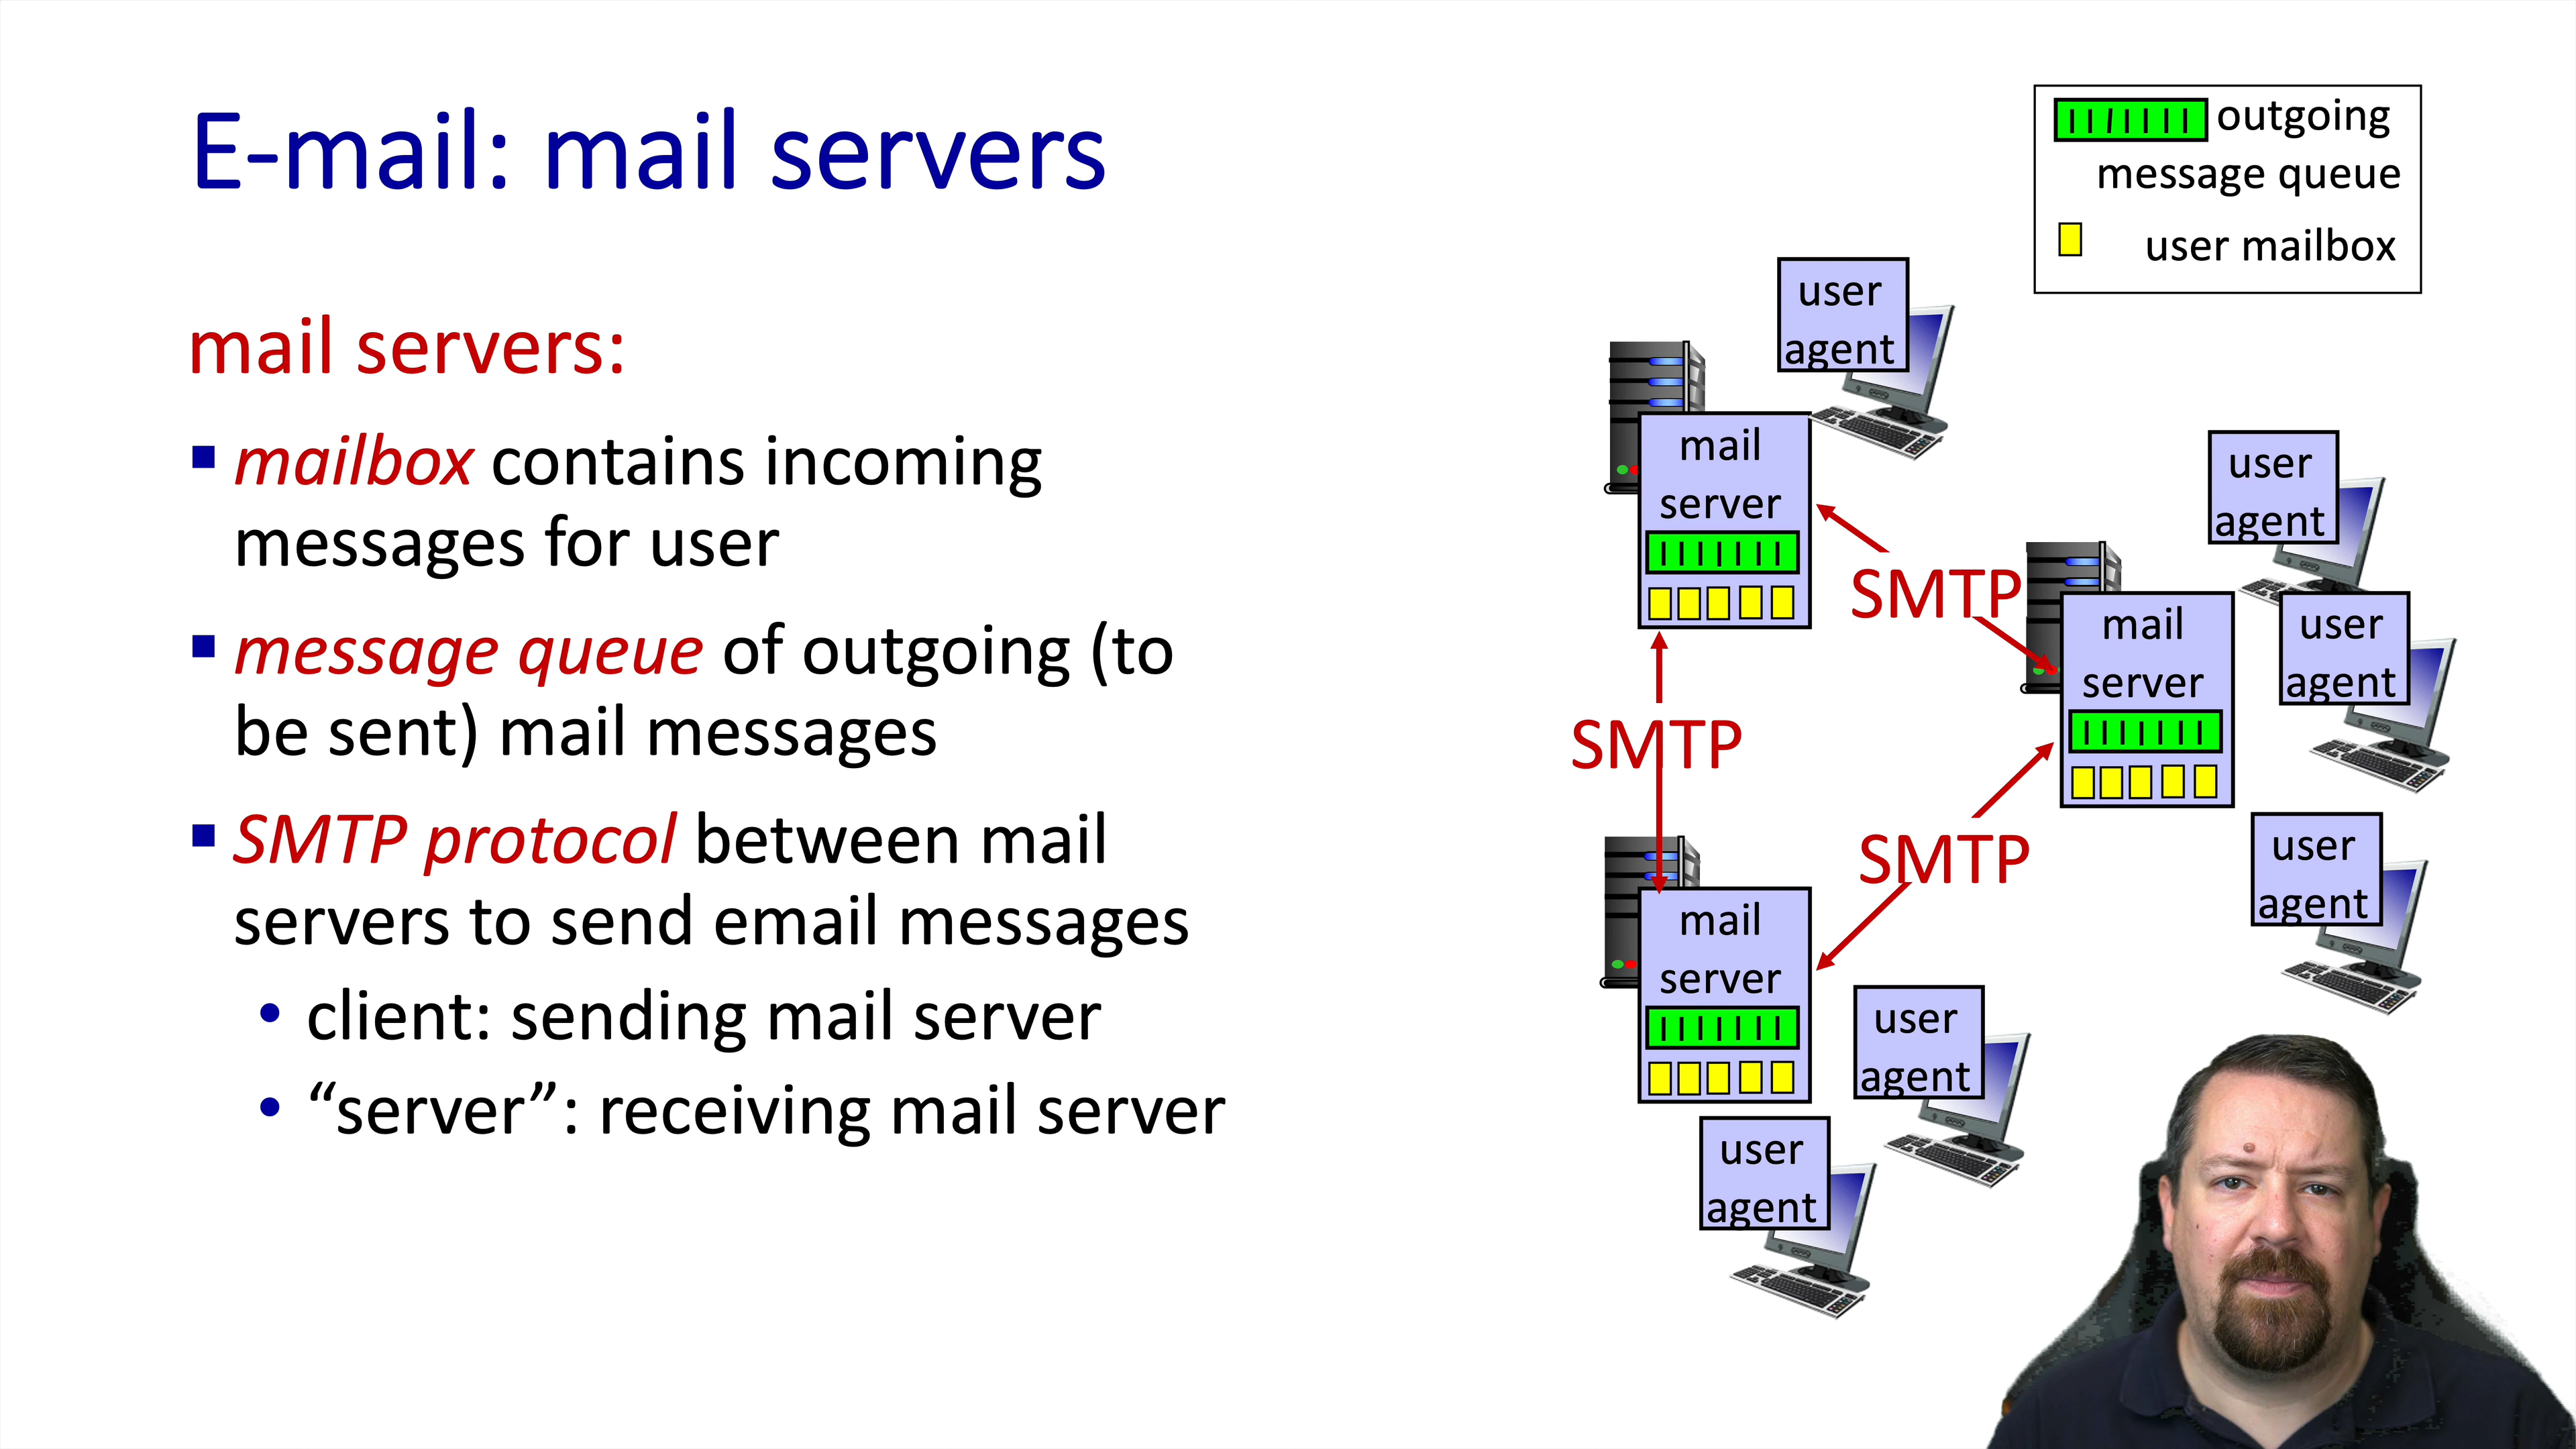 E-mail: mail servers
mail servers:
mailbox contains incoming
messages for user
message queue of outgoing (to
be sent) mail messages
SMTP protocol between mail
servers to send email messages
client: sending mail server
“server”: receiving mail server
outgoing
message queue
user mailbox
user
agent
mail
server
user
agent
SMTP
mail
server
user
agent
SMTP
SMTP
user
agent
mail
server
user
agent
user
agent